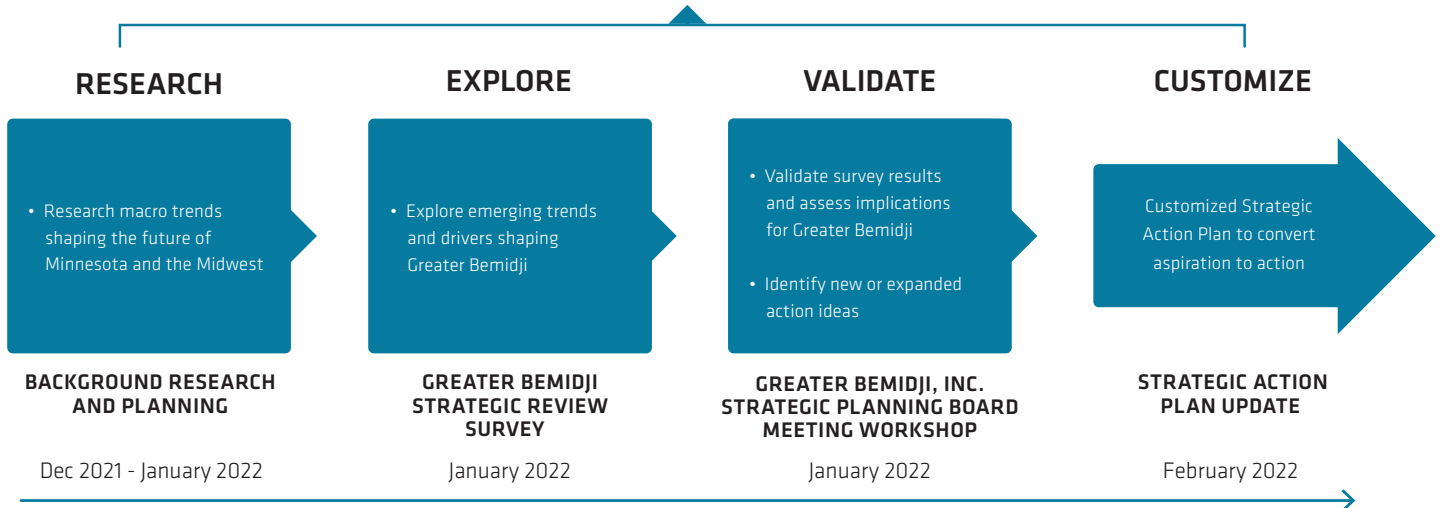 RESEARCH
• Research macro trends
shaping the future of
Minnesota and the Midwest
BACKGROUND RESEARCH
AND PLANNING
Dec 2021 - January 2022
EXPLORE
• Explore emerging trends
and drivers shaping
Greater Bemidji
GREATER BEMIDJI
STRATEGIC REVIEW
SURVEY
January 2022
VALIDATE
• Validate survey results
and assess implications
for Greater Bemidji
• Identify new or expanded
action ideas
GREATER BEMIDJI, INC.
STRATEGIC PLANNING BOARD
MEETING WORKSHOP
January 2022
CUSTOMIZE
Customized Strategic
Action Plan to convert
aspiration to action
STRATEGIC ACTION
PLAN UPDATE
February 2022